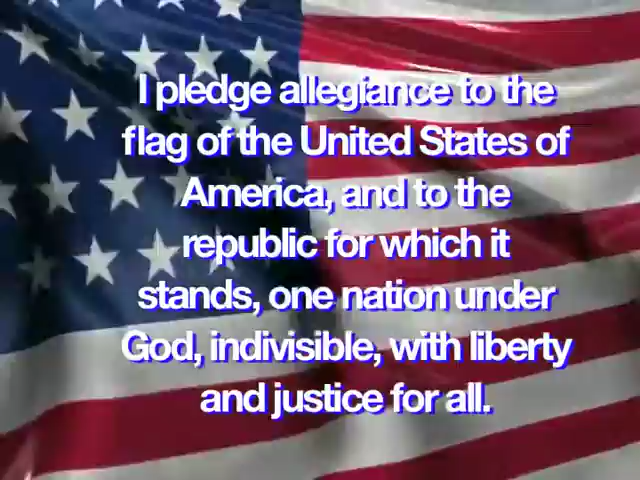 I pledge allegiance to the
flag of the United States of
America, and to the
republic for which it
stands, one nation under
God, indivisible, with liberty
and justice for all.